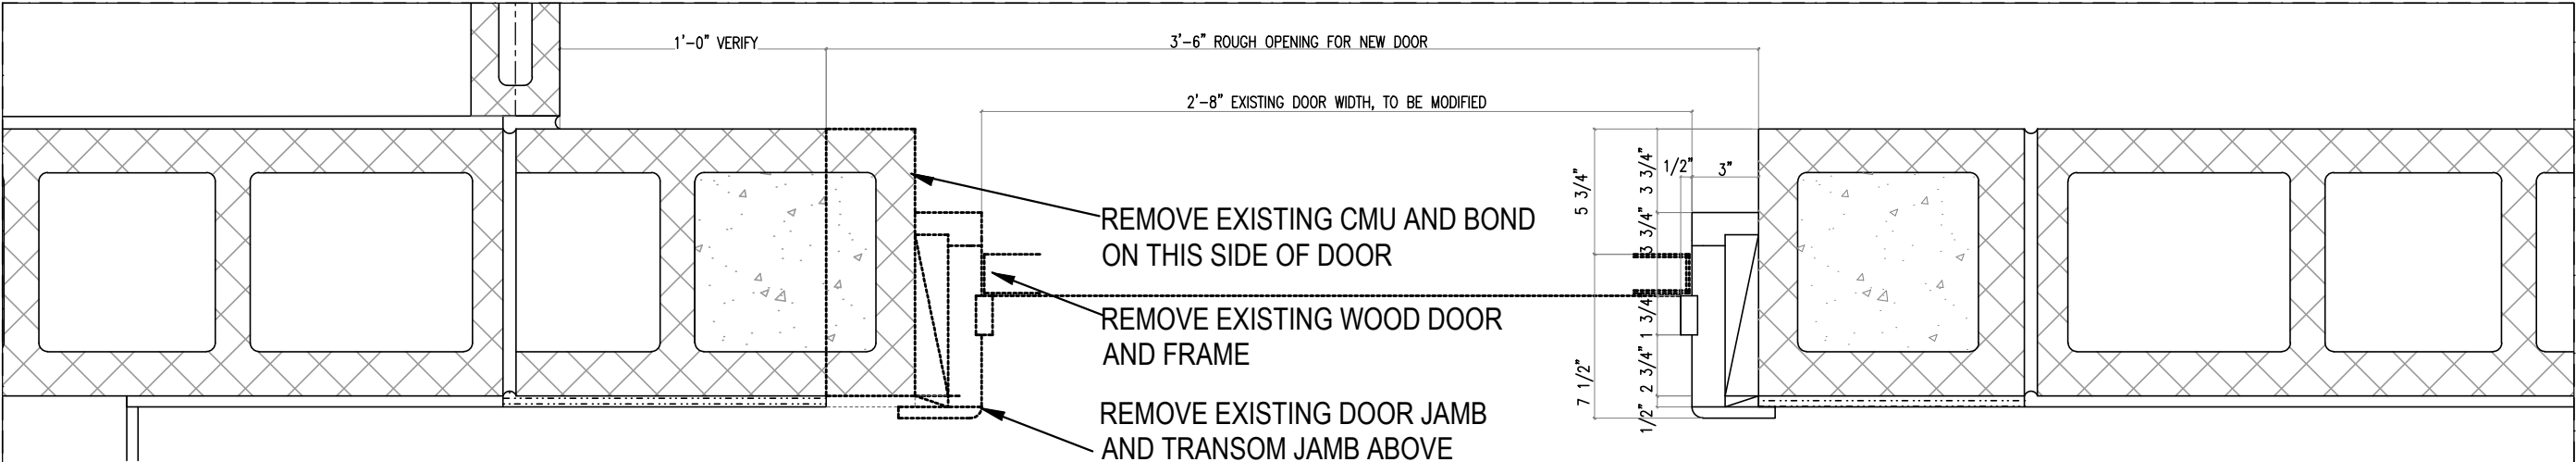 1'-0" VERIFY
3'-6" ROUGH OPENING FOR NEW DOOR
2'-8" EXISTING DOOR WIDTH, TO BE MODIFIED
5 3/4"
3 3/4"
1/2"
3"
3 3/4"
1 3/4"
2 3/4"
7 1/2"
1/2"
REMOVE EXISTING CMU AND BOND
ON THIS SIDE OF DOOR
REMOVE EXISTING WOOD DOOR
AND FRAME
REMOVE EXISTING DOOR JAMB
AND TRANSOM JAMB ABOVE